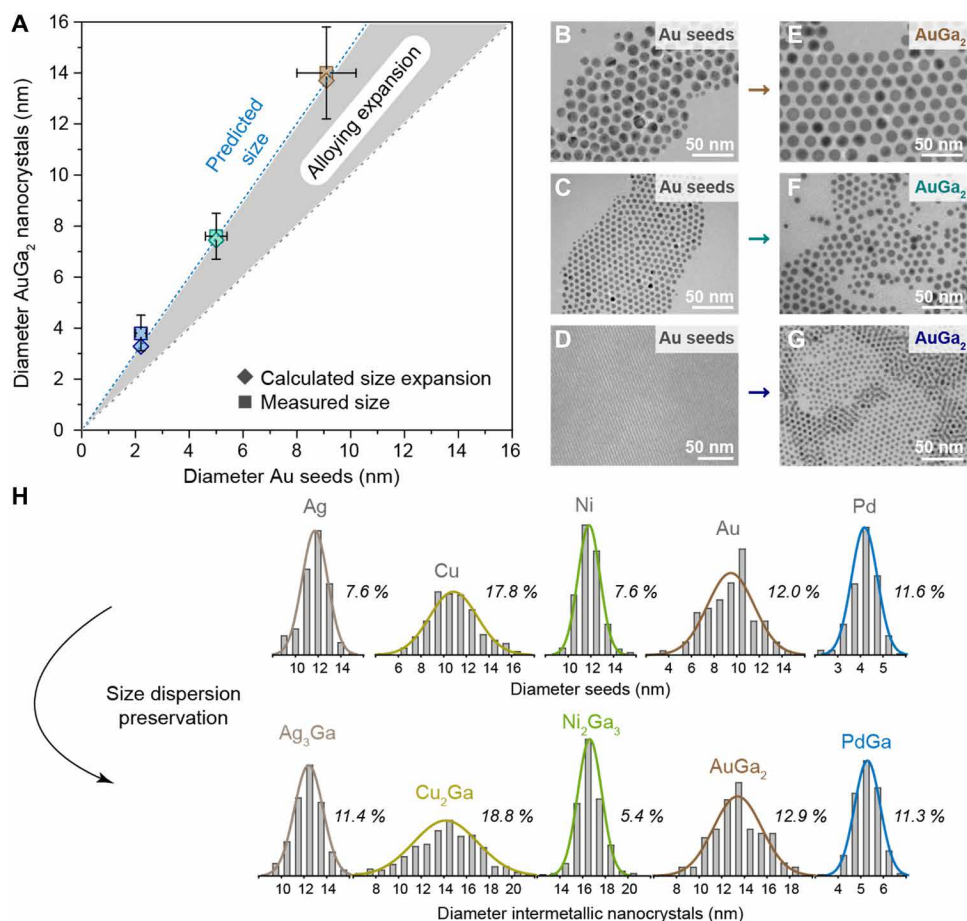 A
16
14
12
10
8
6
4
2
0
Diameter AuGa₂ nanocrystals (nm)
Predicted
size
Alloying expansion
Calculated size expansion
Measured size
0 2 4 6 8 10 12 14 16
Diameter Au seeds (nm)
B Au seeds
50 nm
E AuGa₂
50 nm
C Au seeds
50 nm
F AuGa₂
50 nm
D Au seeds
50 nm
G AuGa₂
50 nm
H
Ag Cu Ni Au Pd
7.6 % 17.8 % 7.6 % 12.0 % 11.6 %
10 12 14 6 8 10 12 14 16 10 12 14 4 6 8 10 12 14 3 4 5
Diameter seeds (nm)
Size dispersion
preservation
Ag₃Ga Cu₂Ga Ni₂Ga₃ AuGa₂ PdGa
11.4 % 18.8 % 5.4 % 12.9 % 11.3 %
10 12 14 8 10 12 14 16 18 20 14 16 18 20 8 10 12 14 16 18 4 5 6
Diameter intermetallic nanocrystals (nm)